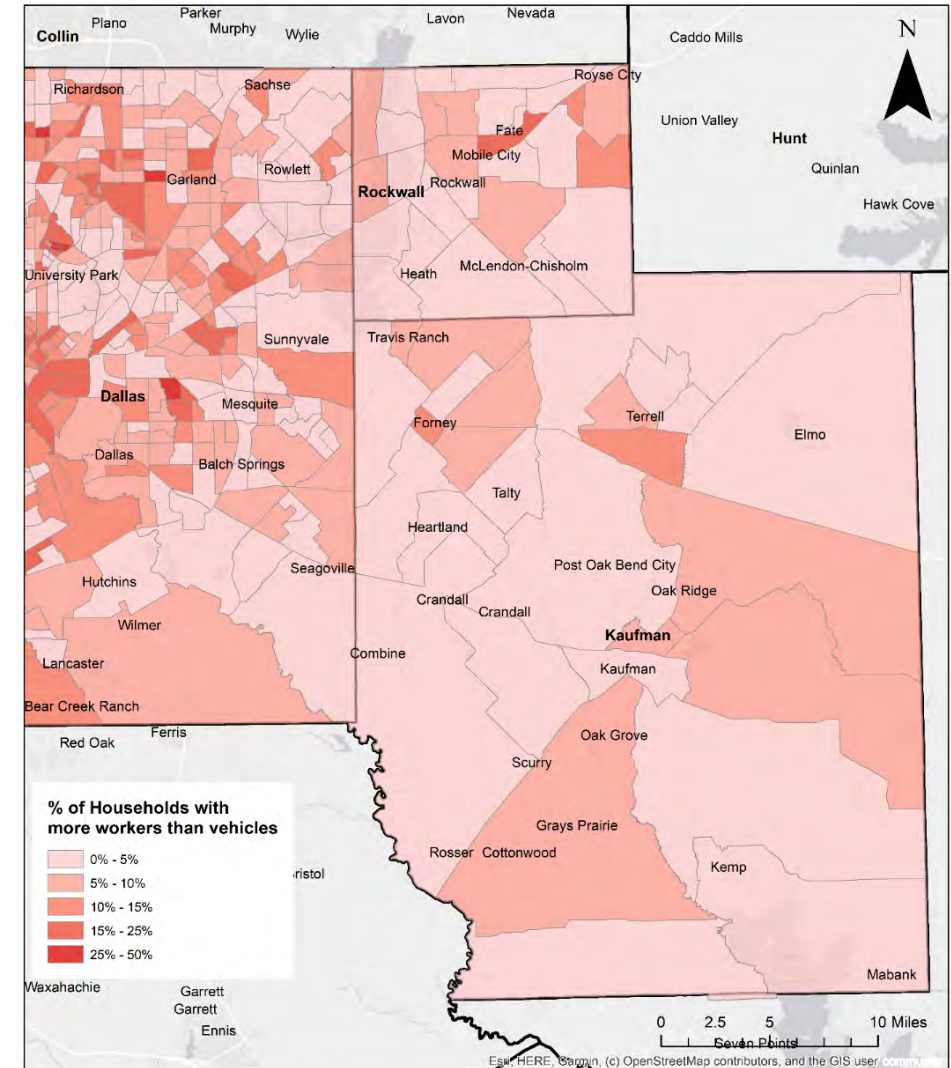 Parker
Nevada
Plano
Lavon
Murphy
Collin
Wylie
Caddo Mills
N
Royse City
Sachse
Richardson
Union Valley
Fate
Hunt
Mobile City
Rowlett
Quinlan
Garland
Rockwall
Rockwall
Hawk Cove
University Park
Heath
McLendon-Chisholm
Sunnyvale
Travis Ranch
Dallas
Mesquite
Terrell
Forney
Elmo
Dallas
Balch Springs
Talty
Heartland
Seagoville
Post Oak Bend City
Hutchins
Oak Ridge
Crandall
Crandall
Wilmer
Kaufman
Combine
Lancaster
Kaufman
Bear Creek Ranch
Ferris
Oak Grove
Red Oak
Scurry
% of Households with
more workers than vehicles
0% - 5%
5% - 10%
10% - 15%
15% - 25%
25% - 50%
Grays Prairie
Rosser
Cottonwood
Kemp
ristol
Mabank
Waxahachie
Garrett
Garrett
Ennis
0 2.5 5 10 Miles
Seven Points
Esri, HERE, Garmin, (c) OpenStreetMap contributors, and the GIS user community